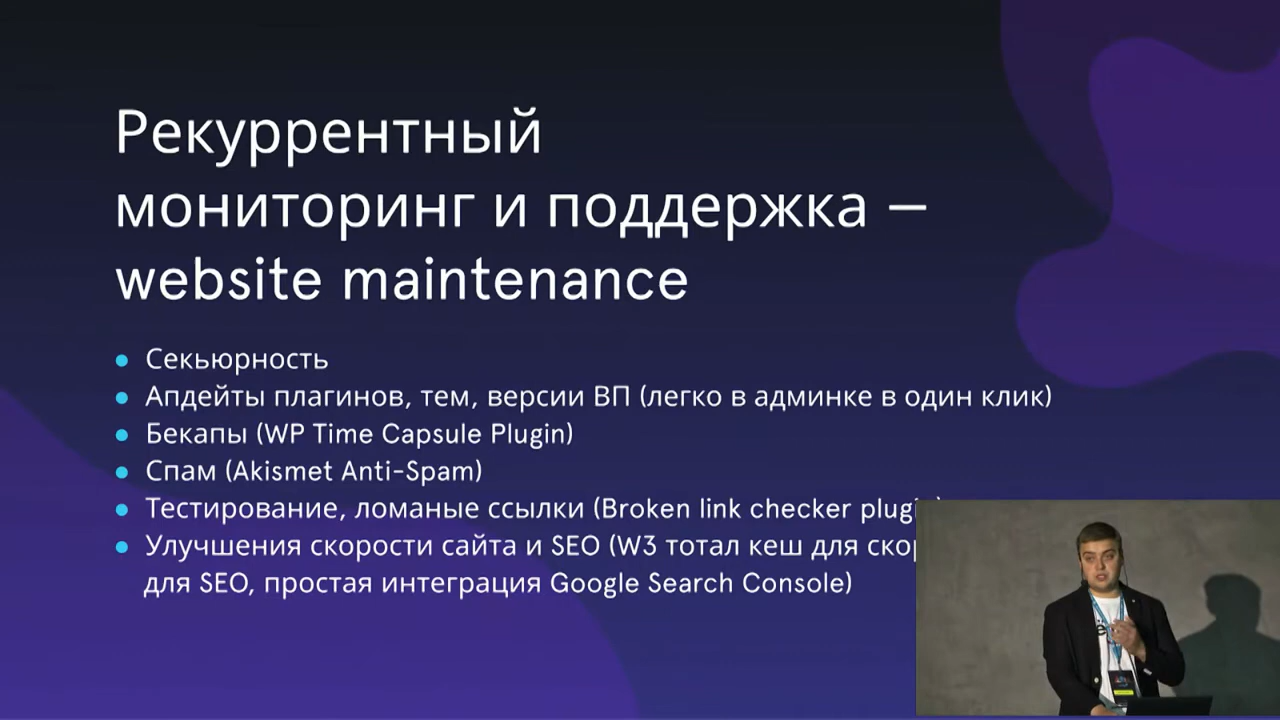 Рекуррентный
мониторинг и поддержка —
website maintenance
Секьюрность
Апдейты плагинов, тем, версии ВП (легко в админке в один клик)
Бекапы (WP Time Capsule Plugin)
Спам (Akismet Anti-Spam)
Тестирование, ломаные ссылки (Broken link checker
Улучшения скорости сайта и SEO (W3 тотал кеш для
для SEO, простая интеграция Google Search Console)